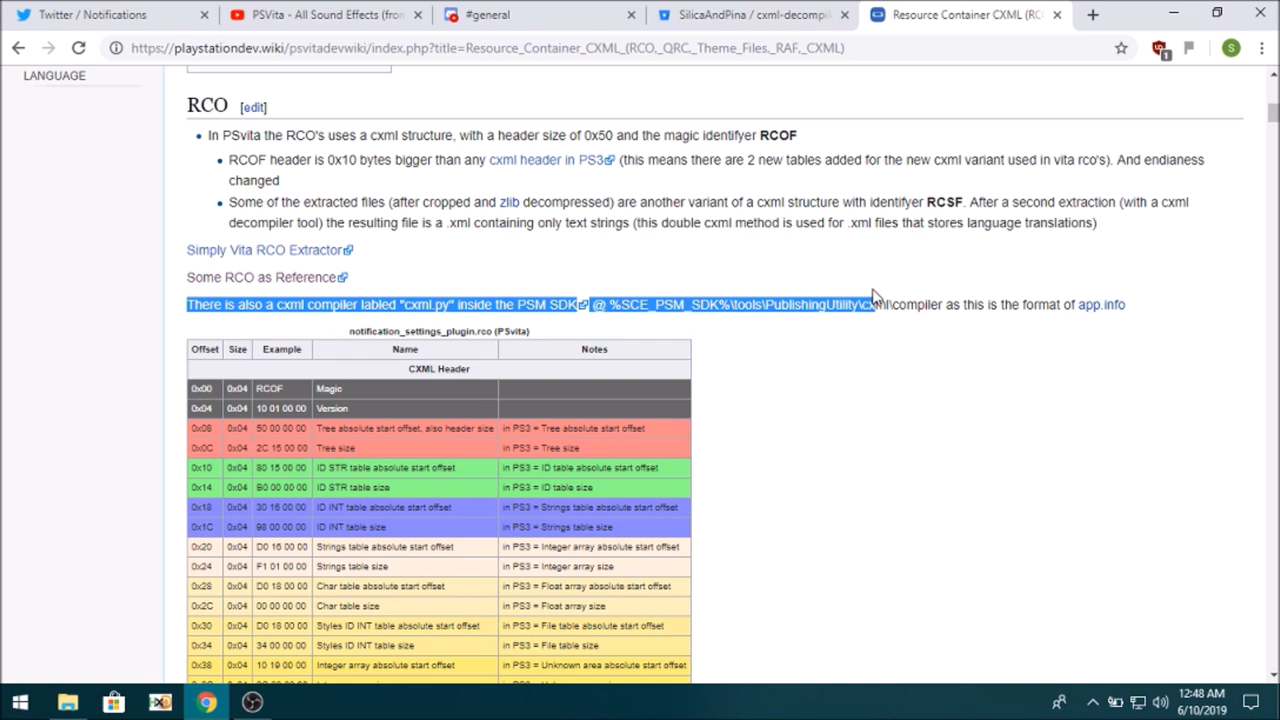 Twitter / Notifications
PSVita - All Sound Effects (fron
#general
SilicaAndPina / cxml-decompil
Resource Container CXML (RC
https://playstationdev.wiki/psvitadevwiki/index.php?title=Resource_Container_CXML_(RCO,_QRC,_Theme_Files,_RAF,_CXML)
1
S
LANGUAGE
RCO [edit]
In PSvita the RCO's uses a cxml structure, with a header size of 0x50 and the magic identifyer RCOF
RCOF header is 0x10 bytes bigger than any cxml header in PS3 (this means there are 2 new tables added for the new cxml variant used in vita rco's). And endianess
changed
Some of the extracted files (after cropped and zlib decompressed) are another variant of a cxml structure with identifyer RCSF. After a second extraction (with a cxml
decompiler tool) the resulting file is a .xml containing only text strings (this double cxml method is used for .xml files that stores language translations)
Simply Vita RCO Extractor
Some RCO as Reference
There is also a cxml compiler labled "cxml.py" inside the PSM SDK @ %SCE_PSM_SDK%\tools\PublishingUtility\cxml\compiler as this is the format of app.info
notification_settings_plugin.rco (PSvita)
Offset Size Example Name Notes
CXML Header
0x00 0x04 RCOF Magic
0x04 0x04 10 01 00 00 Version
0x08 0x04 50 00 00 00 Tree absolute start offset, also header size in PS3 = Tree absolute start offset
0x0C 0x04 2C 15 00 00 Tree size in PS3 = Tree size
0x10 0x04 80 15 00 00 ID STR table absolute start offset in PS3 = ID table absolute start offset
0x14 0x04 B0 00 00 00 ID STR table size in PS3 = ID table size
0x18 0x04 30 16 00 00 ID INT table absolute start offset in PS3 = Strings table absolute start offset
0x1C 0x04 98 00 00 00 ID INT table size in PS3 = Strings table size
0x20 0x04 D0 16 00 00 Strings table absolute start offset in PS3 = Integer array absolute start offset
0x24 0x04 F1 01 00 00 Strings table size in PS3 = Integer array size
0x28 0x04 D0 18 00 00 Char table absolute start offset in PS3 = Float array absolute start offset
0x2C 0x04 00 00 00 00 Char table size in PS3 = Float array size
0x30 0x04 D0 18 00 00 Styles ID INT table absolute start offset in PS3 = File table absolute start offset
0x34 0x04 34 00 00 00 Styles ID INT table size in PS3 = File table size
0x38 0x04 10 19 00 00 Integer array absolute start offset in PS3 = Unknown area absolute start offset
12:48 AM
6/10/2019